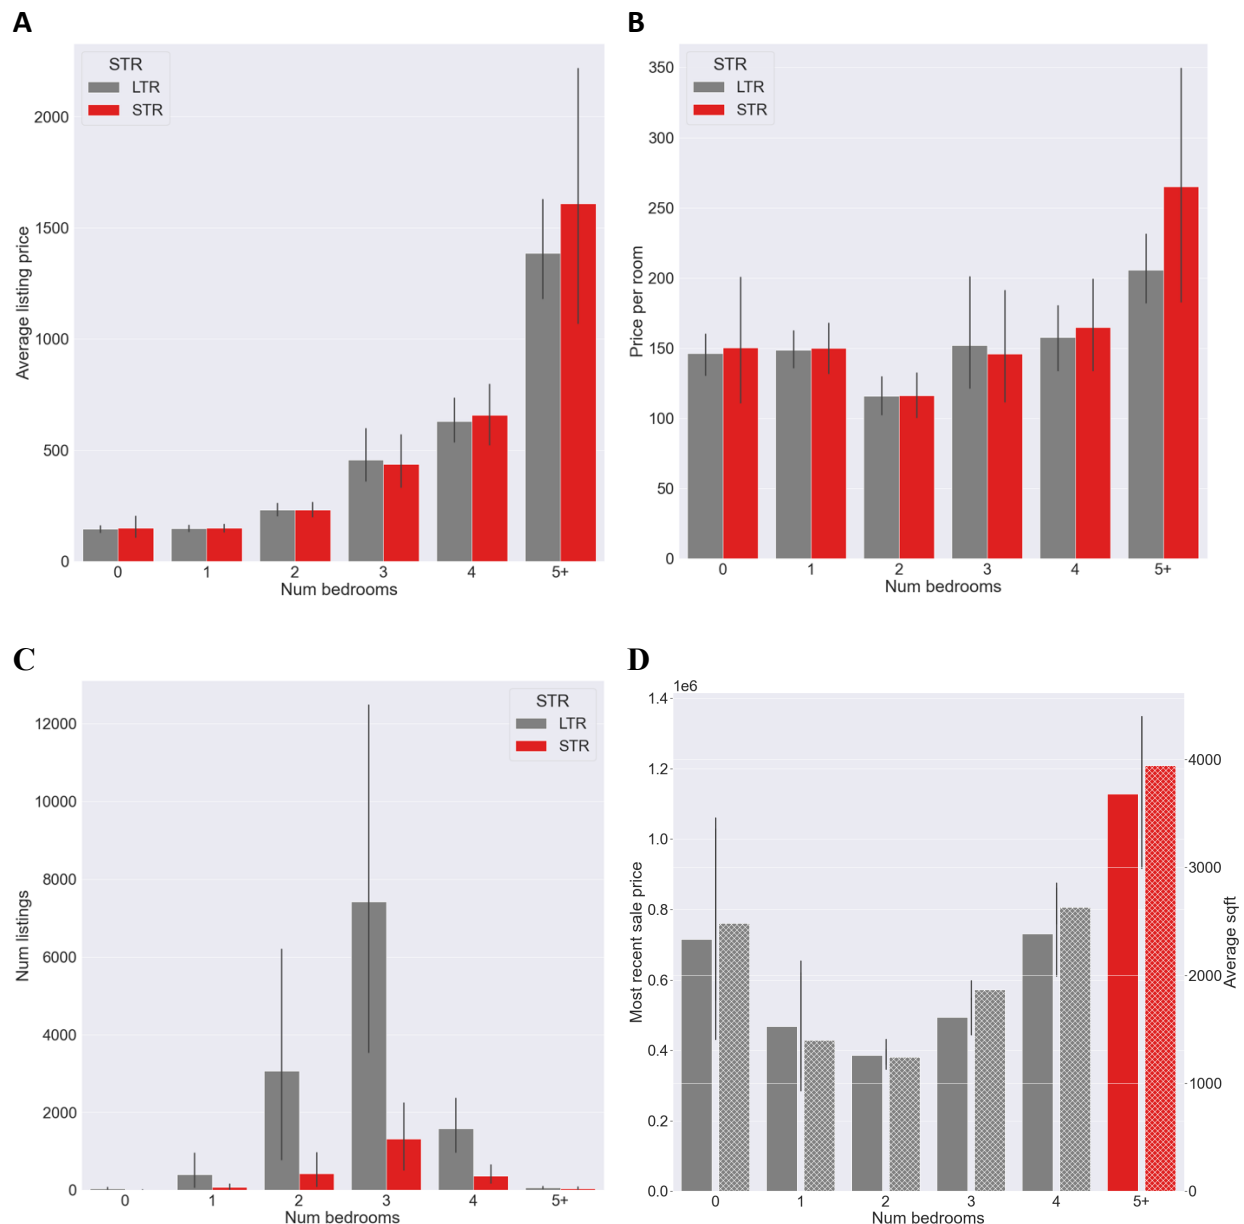 A
STR
LTR
STR
2000
1500
1000
500
0
Average listing price
0 1 2 3 4 5+
Num bedrooms
B
STR
LTR
STR
350
300
250
200
150
100
50
0
Price per room
0 1 2 3 4 5+
Num bedrooms
C
STR
LTR
STR
12000
10000
8000
6000
4000
2000
0
Num listings
0 1 2 3 4 5+
Num bedrooms
D
1e6
1.4
1.2
1.0
0.8
0.6
0.4
0.2
0.0
Most recent sale price
4000
3000
2000
1000
0
Average sqft
0 1 2 3 4 5+
Num bedrooms